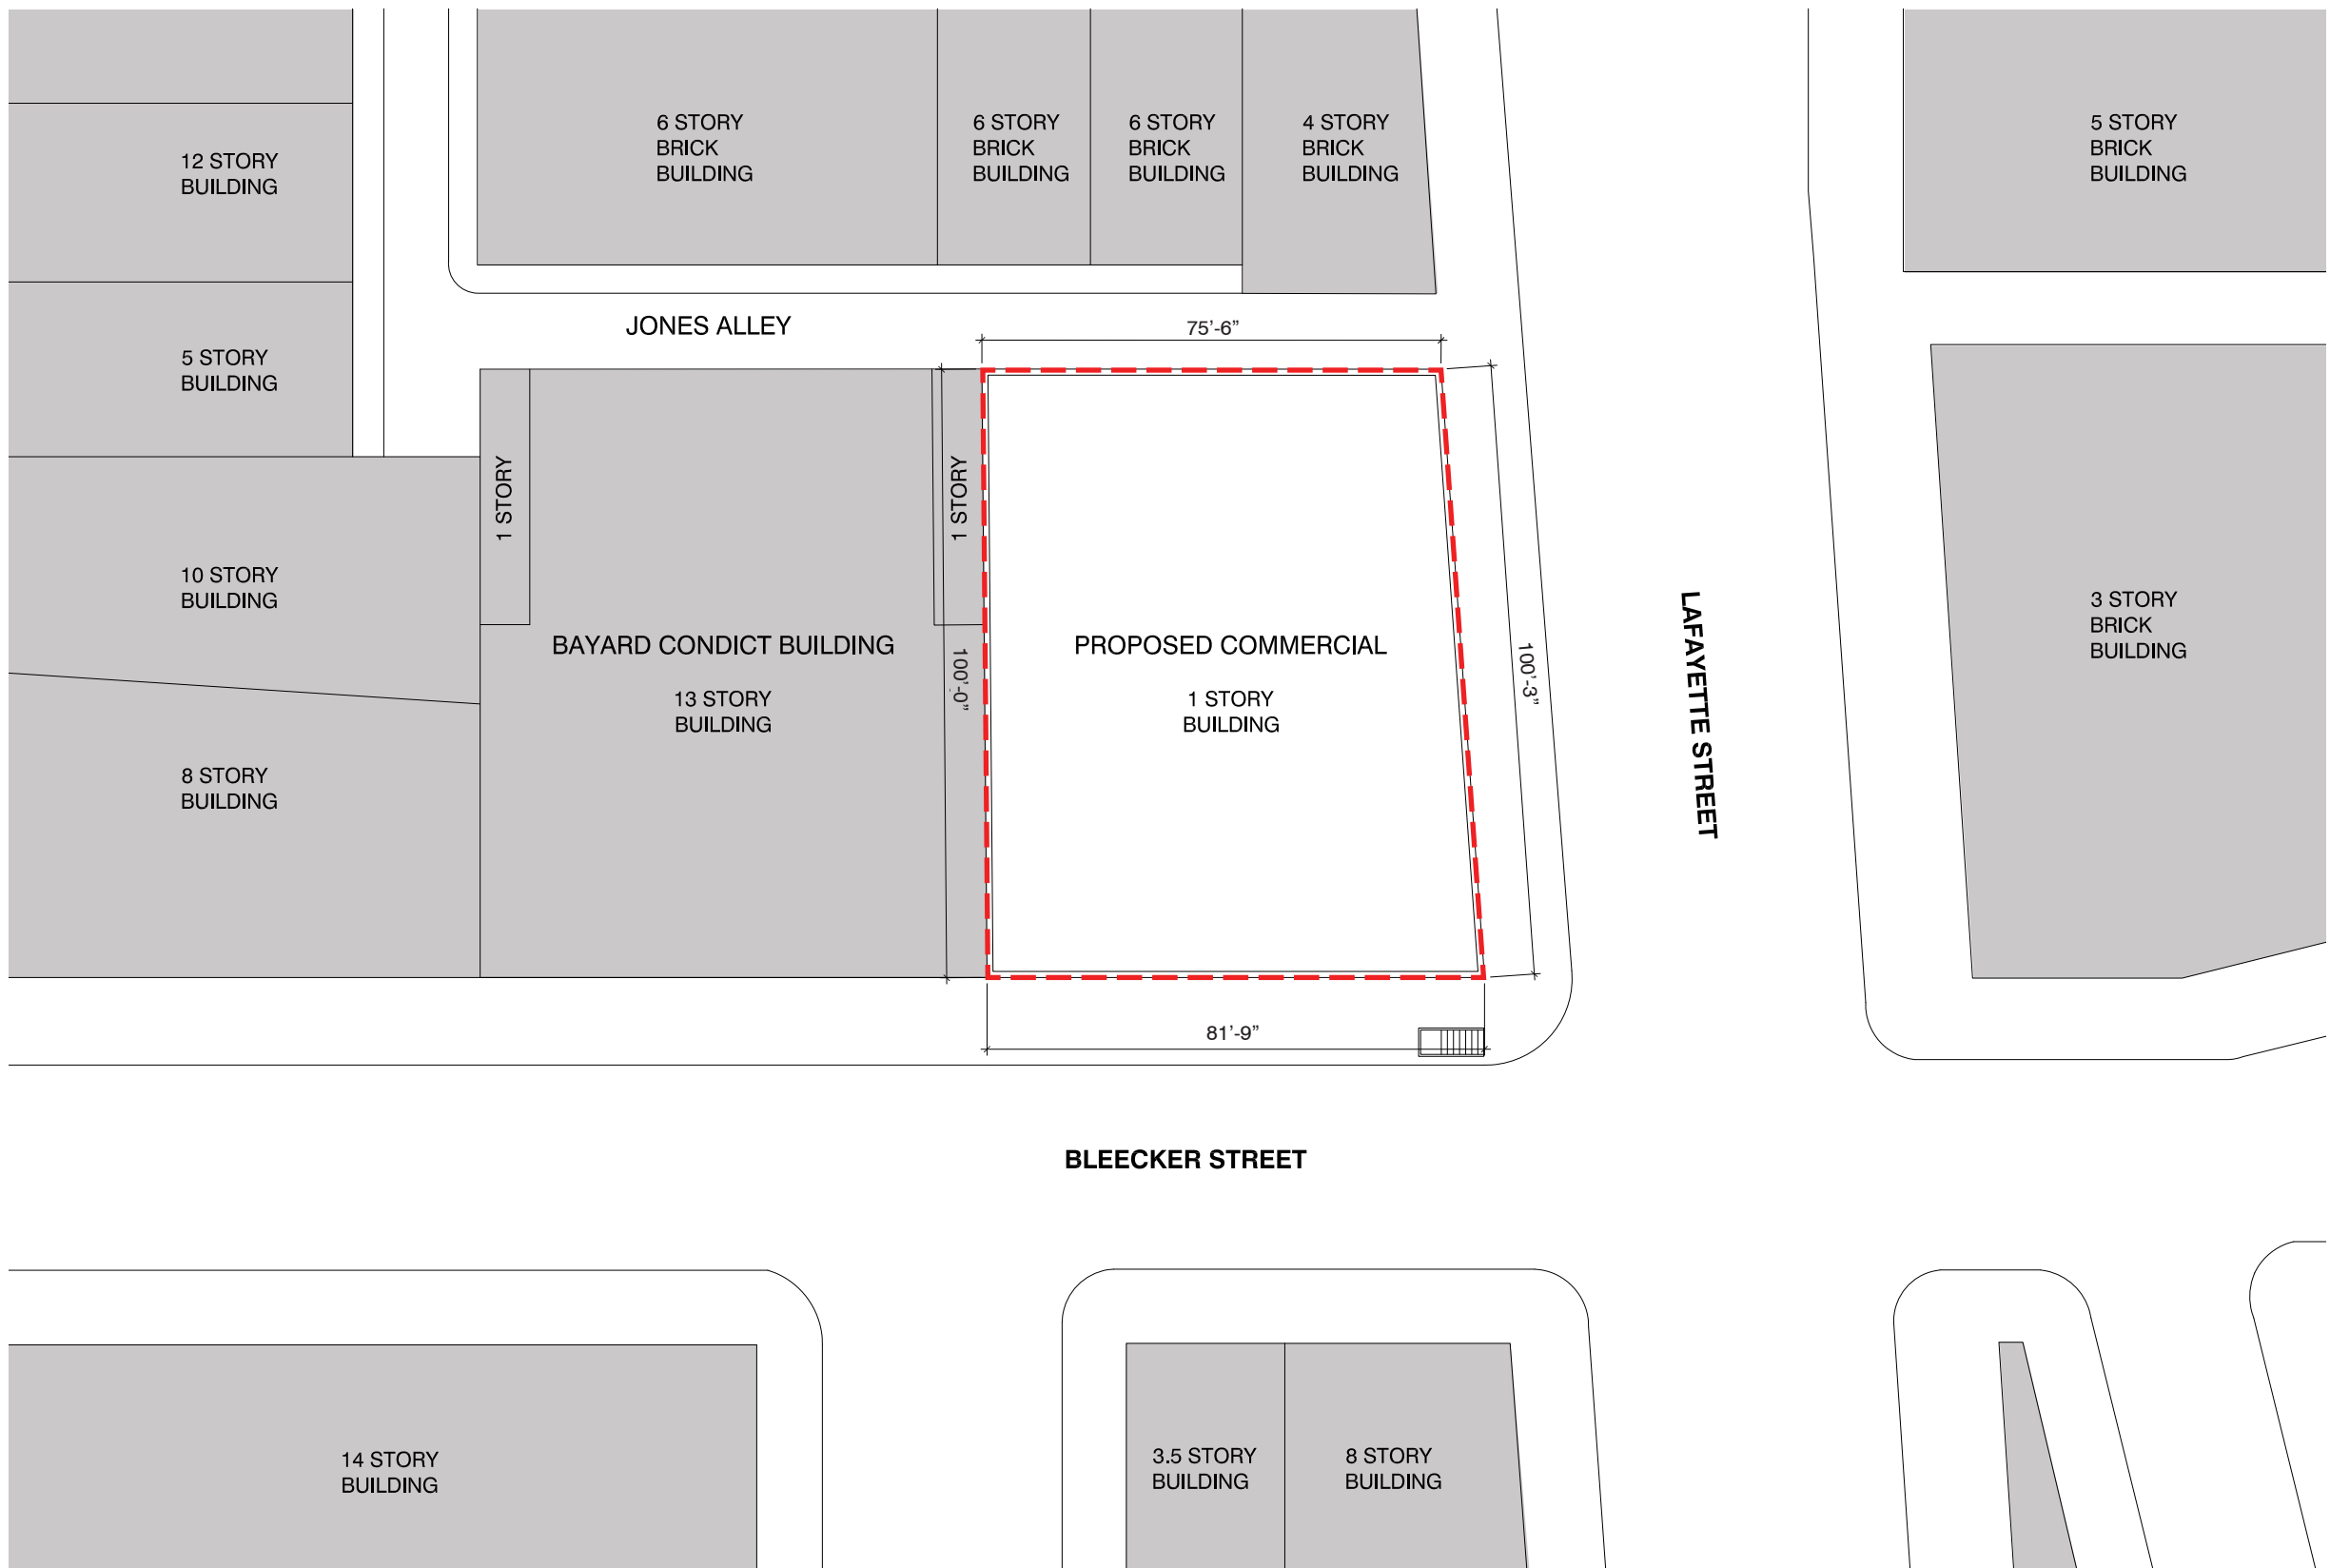 6 STORY
BRICK
BUILDING
6 STORY
BRICK
BUILDING
6 STORY
BRICK
BUILDING
4 STORY
BRICK
BUILDING
5 STORY
BRICK
BUILDING
12 STORY
BUILDING
JONES ALLEY
75'-6”
5 STORY
BUILDING
1 STORY
1 STORY
10 STORY
BUILDING
BAYARD CONDICT BUILDING
13 STORY
BUILDING
100'-0”
PROPOSED COMMERCIAL
1 STORY
BUILDING
100'-3”
LAFAYETTE STREET
3 STORY
BRICK
BUILDING
8 STORY
BUILDING
81'-9”
BLEECKER STREET
14 STORY
BUILDING
3.5 STORY
BUILDING
8 STORY
BUILDING